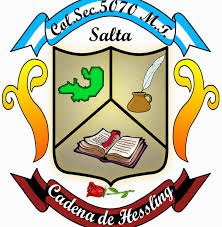 Col. Sec. 5070 M.T.
Salta
Cadena de Hessling